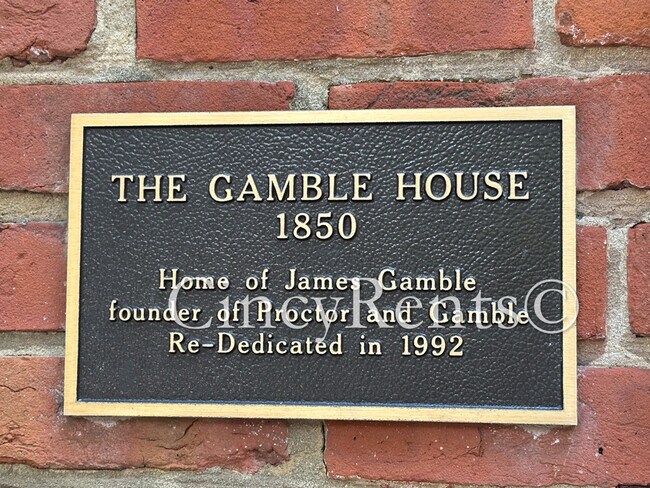 THE GAMBLE HOUSE
1850
Home of James Gamble
founder of Proctor and Gamble
Re-Dedicated in 1992
CincyRents©